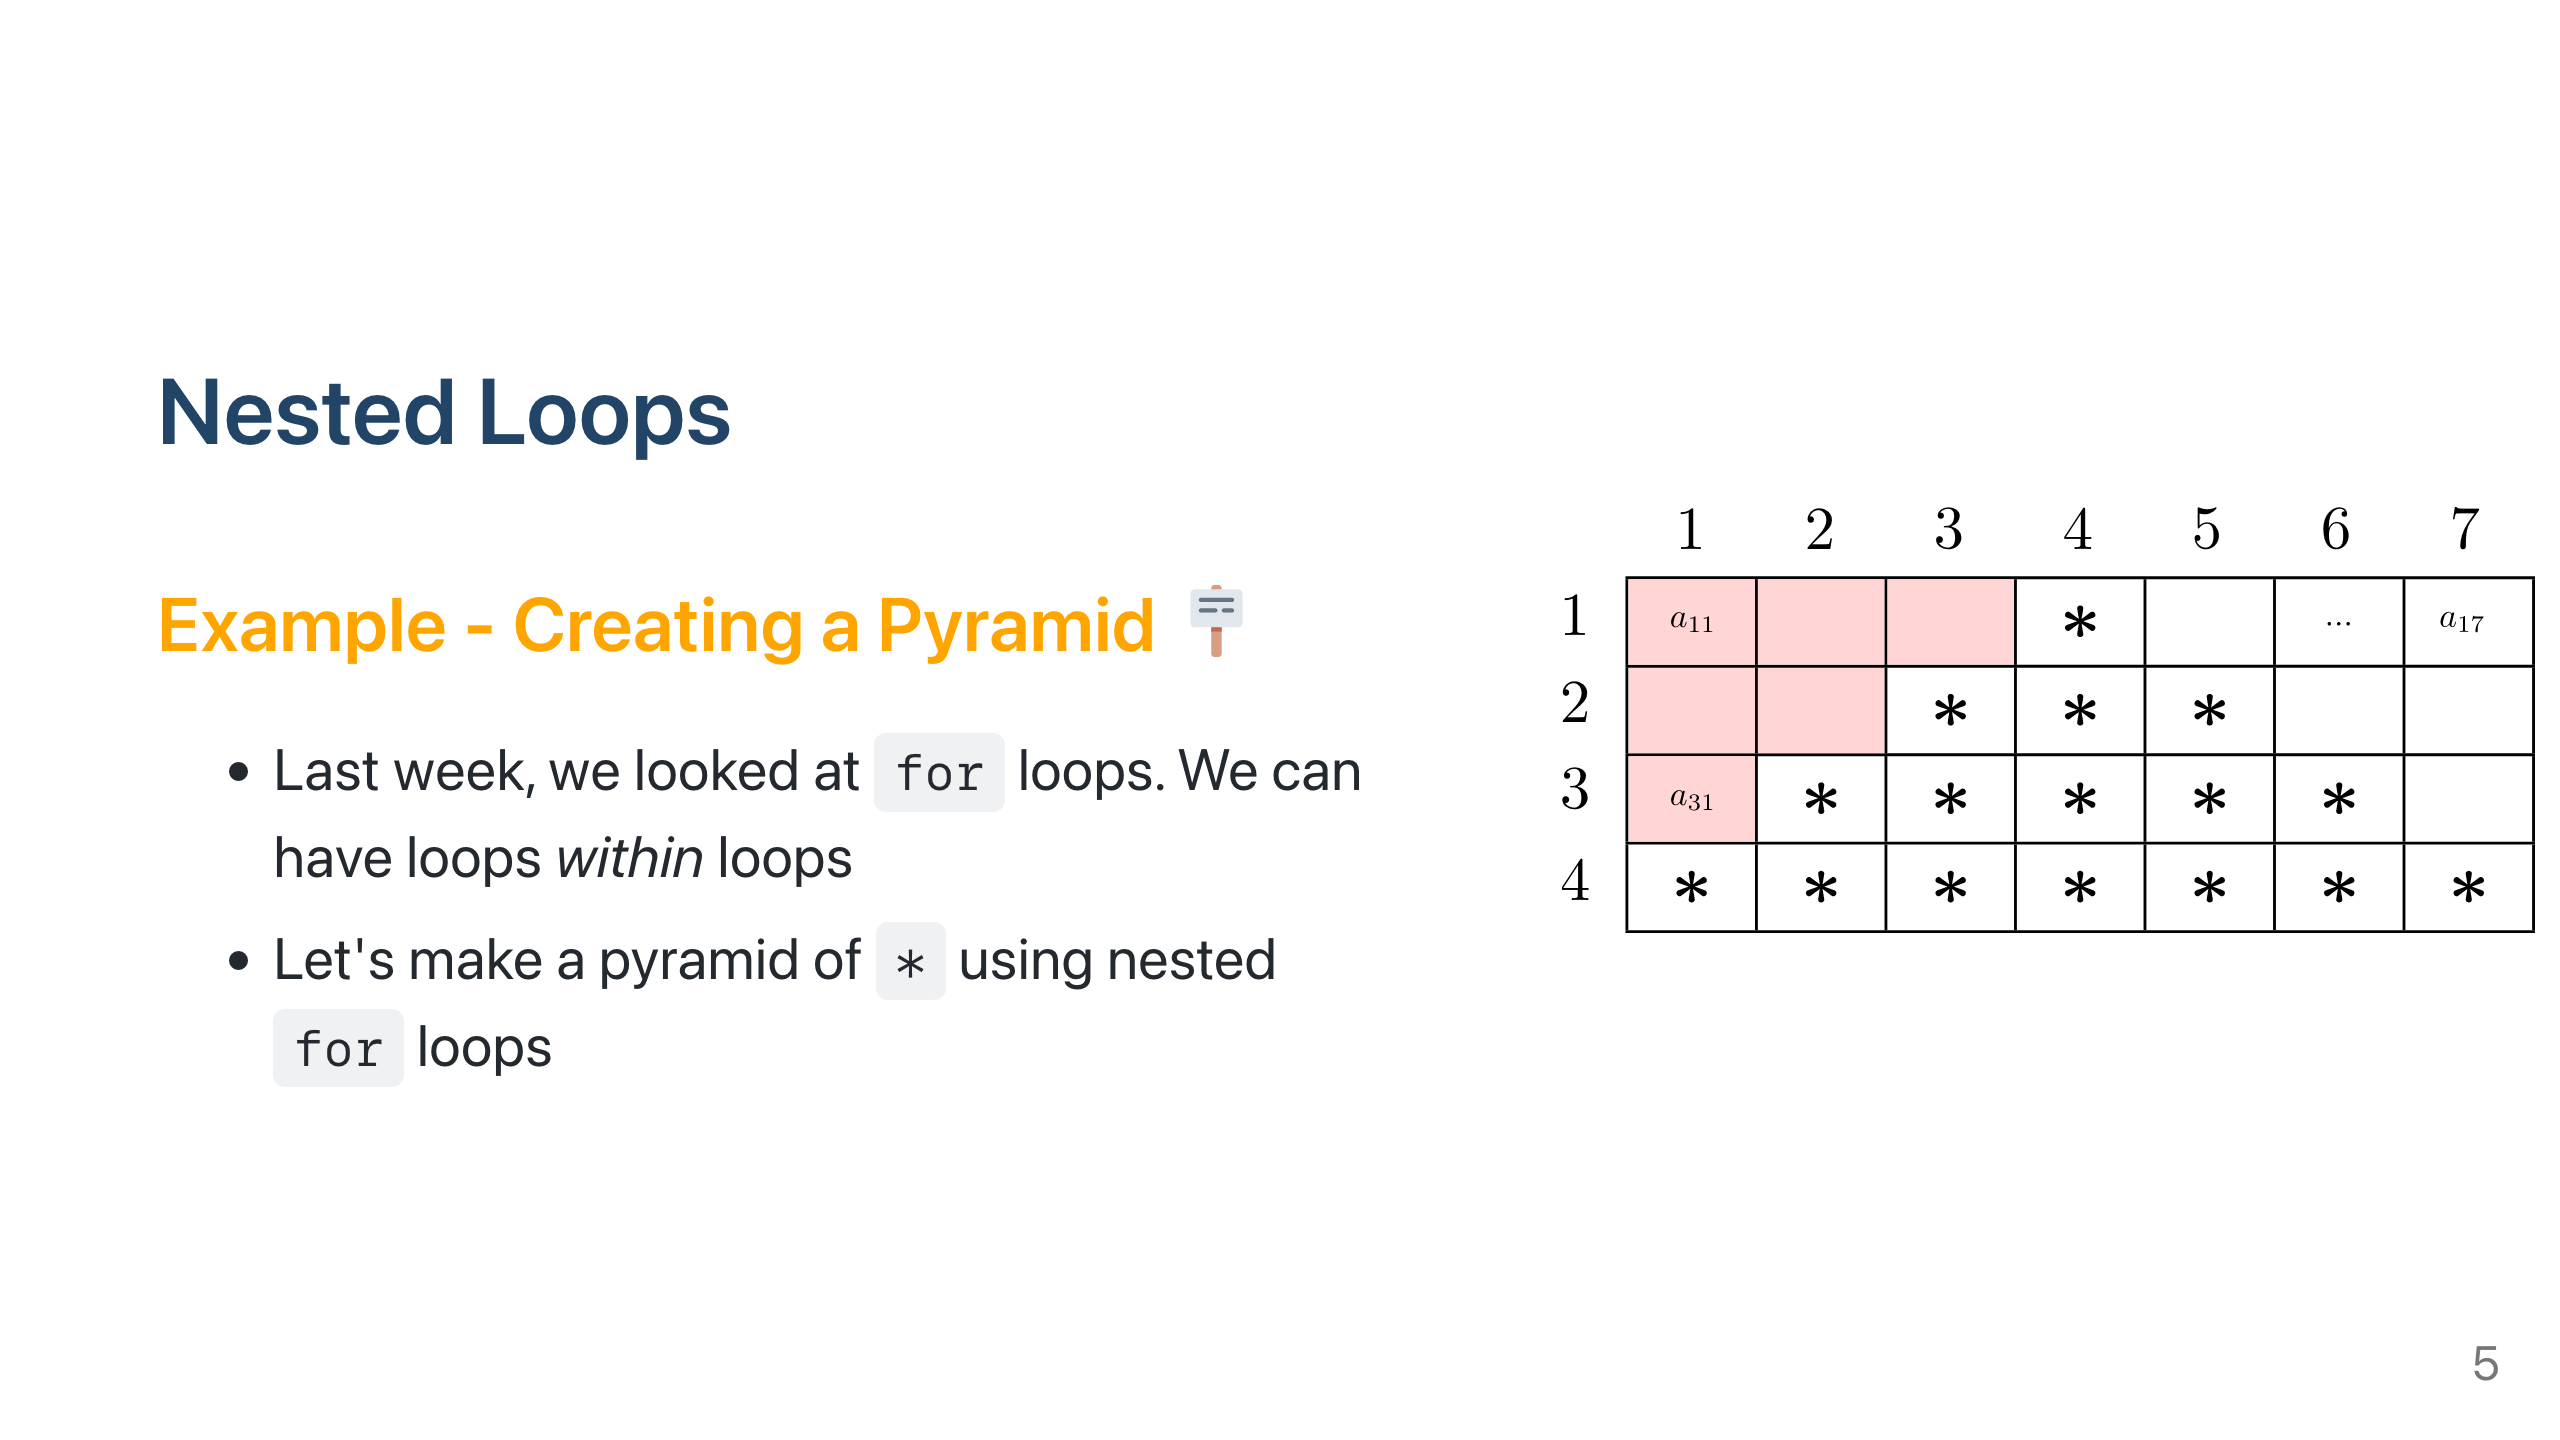 Nested Loops
Example - Creating a Pyramid
• Last week, we looked at for loops. We can
have loops within loops
• Let's make a pyramid of * using nested
for loops
1 2 3 4 5 6 7
1 a11 * ... a17
2 * * *
3 a31 * * * * *
4 * * * * * * *
5